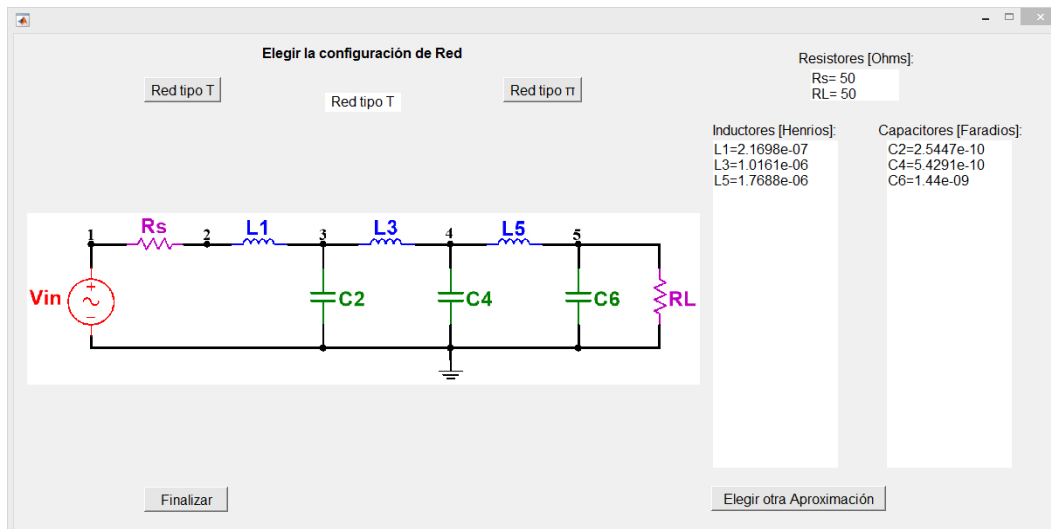 Elegir la configuración de Red
Red tipo T
Red tipo T
Red tipo π
Resistores [Ohms]:
Rs= 50
RL= 50
Inductores [Henrios]:
L1=2.1698e-07
L3=1.0161e-06
L5=1.7688e-06
Capacitores [Faradios]:
C2=2.5447e-10
C4=5.4291e-10
C6=1.44e-09
1 Rs 2 L1 3 L3 4 L5 5
Vin + − C2 C4 C6 RL
Finalizar
Elegir otra Aproximación